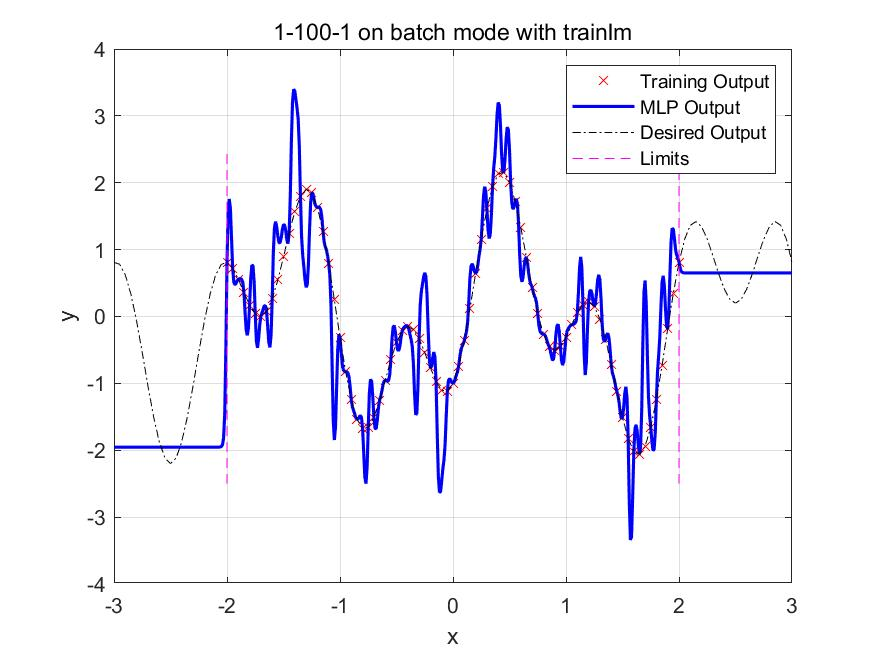 1-100-1 on batch mode with trainlm
4
3
2
1
0
-1
-2
-3
-4
y
Training Output
MLP Output
Desired Output
Limits
-3 -2 -1 0 1 2 3
x